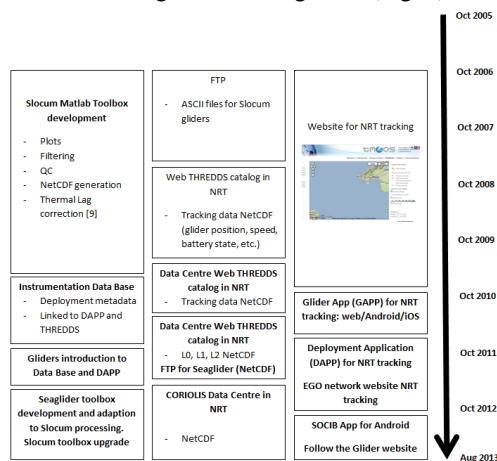 Slocum Matlab Toolbox
development
- Plots
- Filtering
- QC
- NetCDF generation
- Thermal Lag
correction [9]
Instrumentation Data Base
- Deployment metadata
- Linked to DAPP and
THREDDS
Gliders introduction to
Data Base and DAPP
Seaglider toolbox
development and adaption
to Slocum processing.
Slocum toolbox upgrade
FTP
- ASCII files for Slocum
gliders
Web THREDDS catalog in
NRT
- Tracking data NetCDF
(glider position, speed,
battery state, etc.)
Data Centre Web THREDDS
catalog in NRT
- Tracking data NetCDF
Data Centre Web THREDDS
catalog in NRT
- L0, L1, L2 NetCDF
FTP for Seaglider (NetCDF)
CORIOLIS Data Centre in
NRT
- NetCDF
Website for NRT tracking
Glider App (GAPP) for NRT
tracking: web/Android/iOS
Deployment Application
(DAPP) for NRT tracking
EGO network website NRT
tracking
SOCIB App for Android
Follow the Glider website
Oct 2005
Oct 2006
Oct 2007
Oct 2008
Oct 2009
Oct 2010
Oct 2011
Oct 2012
Aug 2013